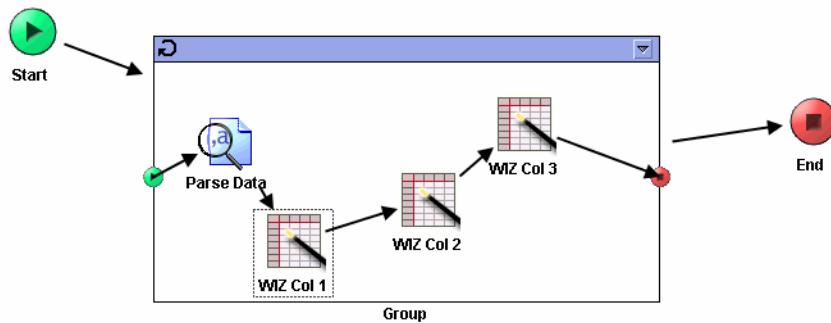 Start
Parse Data
WIZ Col 1
WIZ Col 2
WIZ Col 3
End
Group